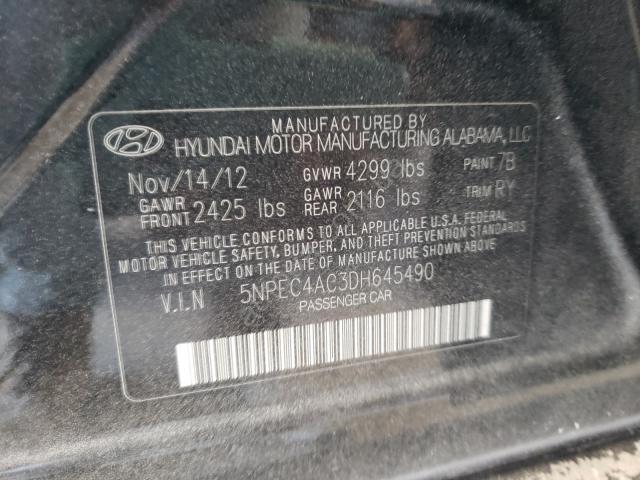 MANUFACTURED BY
HYUNDAI MOTOR MANUFACTURING ALABAMA, LLC
Nov/14/12 GVWR 4299 lbs PAINT 7B
GAWR FRONT 2425 lbs GAWR REAR 2116 lbs TRIM RY
THIS VEHICLE CONFORMS TO ALL APPLICABLE U.S.A. FEDERAL
MOTOR VEHICLE SAFETY, BUMPER, AND THEFT PREVENTION STANDARDS
IN EFFECT ON THE DATE OF MANUFACTURE SHOWN ABOVE
V.I.N 5NPEC4AC3DH645490
PASSENGER CAR